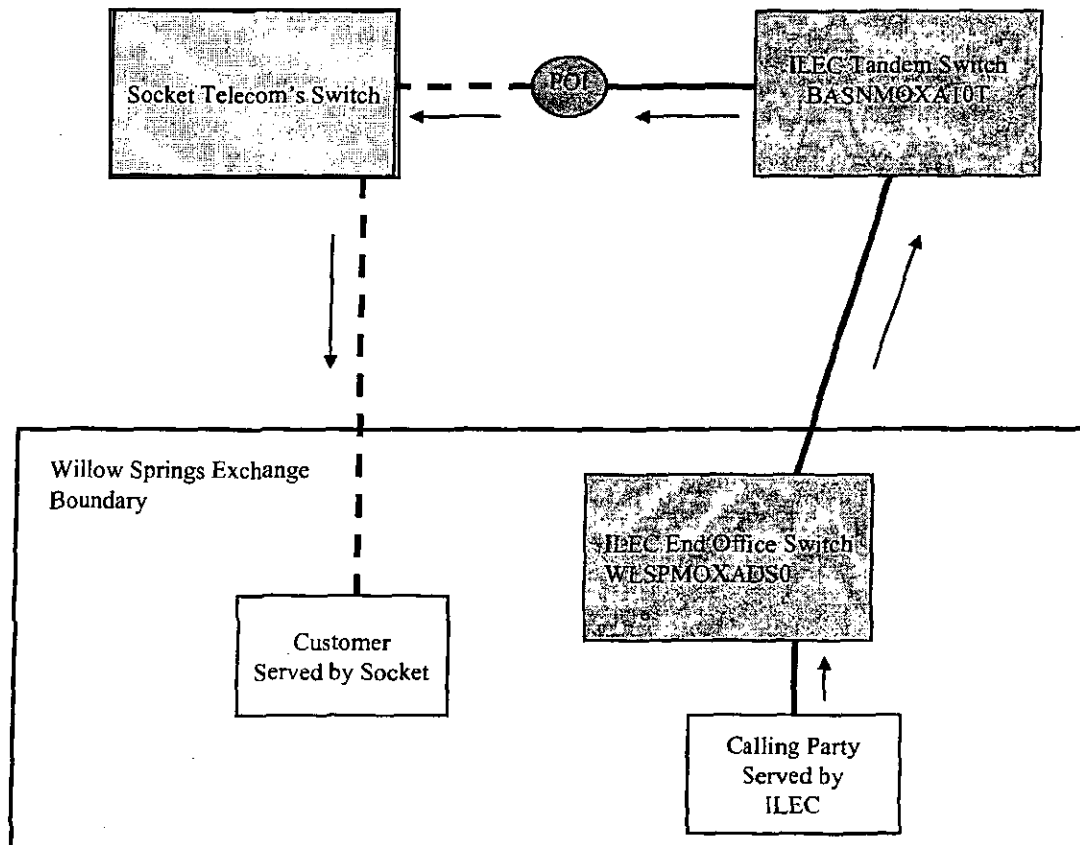 Socket Telecom's Switch
POI
ILEC Tandem Switch
BASNMOXA10T
Willow Springs Exchange
Boundary
ILEC End Office Switch
WLSPMOXADS0
Customer
Served by Socket
Calling Party
Served by
ILEC